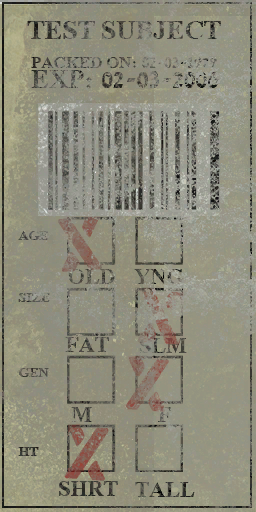 TEST SUBJECT
PACKED ON: 02-03-1977
EXP: 02-03-2006
AGE
OLD YNG
SIZE
FAT SLM
GEN
M F
HT
SHRT TALL